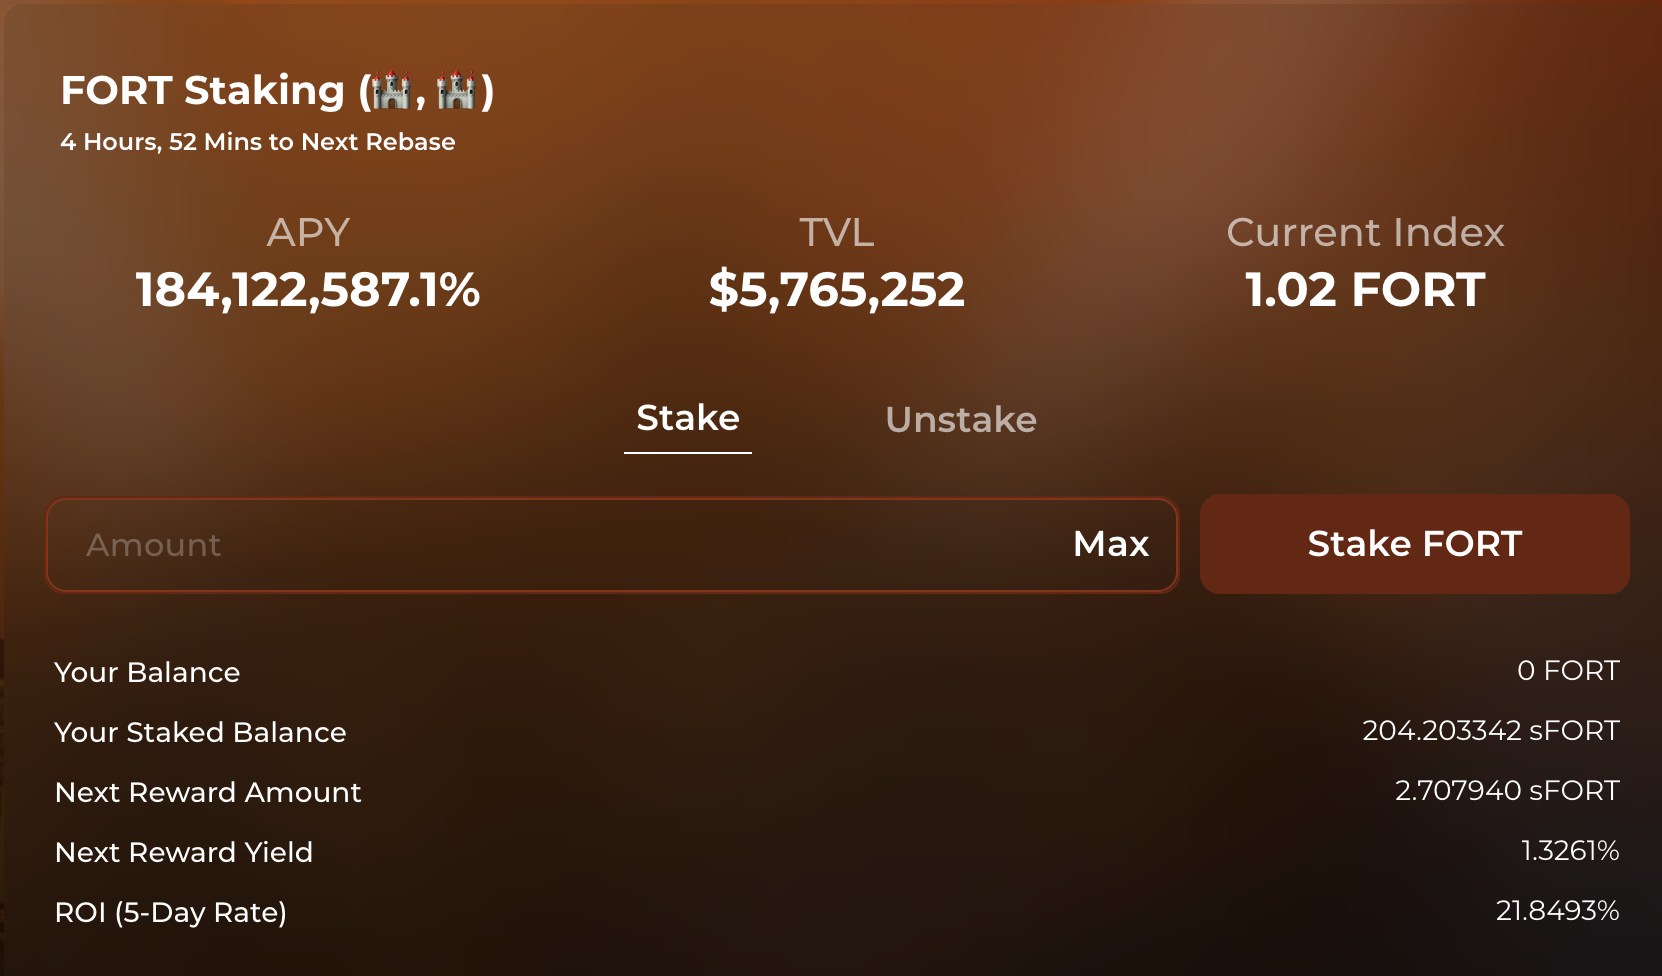 FORT Staking (🏰, 🏰)
4 Hours, 52 Mins to Next Rebase
APY
184,122,587.1%
TVL
$5,765,252
Current Index
1.02 FORT
Stake
Unstake
Amount
Max
Stake FORT
Your Balance
0 FORT
Your Staked Balance
204.203342 sFORT
Next Reward Amount
2.707940 sFORT
Next Reward Yield
1.3261%
ROI (5-Day Rate)
21.8493%